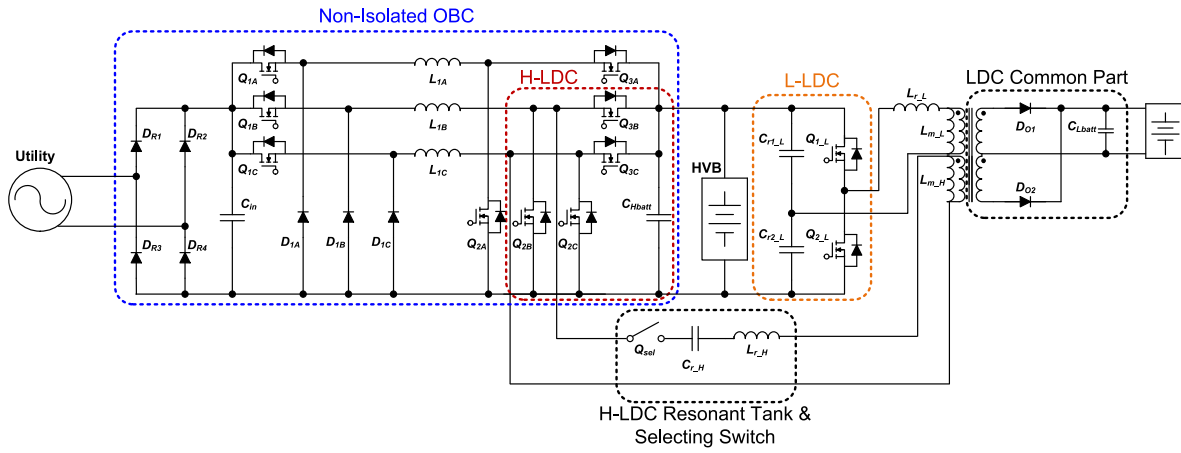 Non-Isolated OBC
Q1A
L1A
Q3A
H-LDC
L-LDC
LDC Common Part
Q1B
L1B
Q3B
Q1C
L1C
Q3C
DR1
DR2
Utility
Cin
DR3
DR4
D1A
D1B
D1C
Q2A
Q2B
Q2C
CHbatt
HVB
Cr1_L
Q1_L
Cr2_L
Q2_L
Lr_L
Lm_L
Lm_H
DO1
DO2
CLbatt
Qsel
Cr_H
Lr_H
H-LDC Resonant Tank &
Selecting Switch